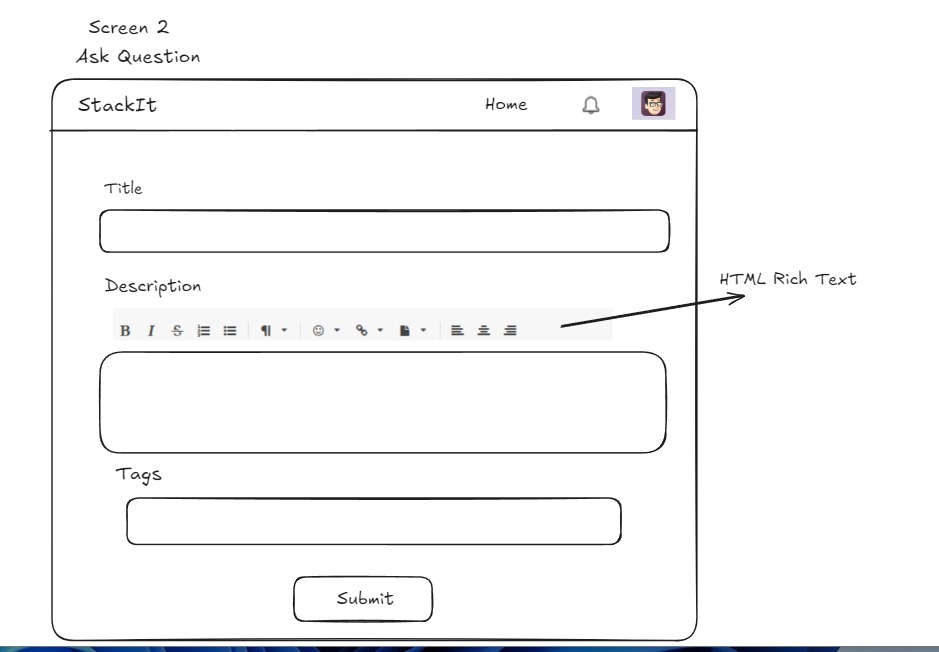 Screen 2
Ask Question
StackIt Home
Title
Description
HTML Rich Text
B I S
Tags
Submit